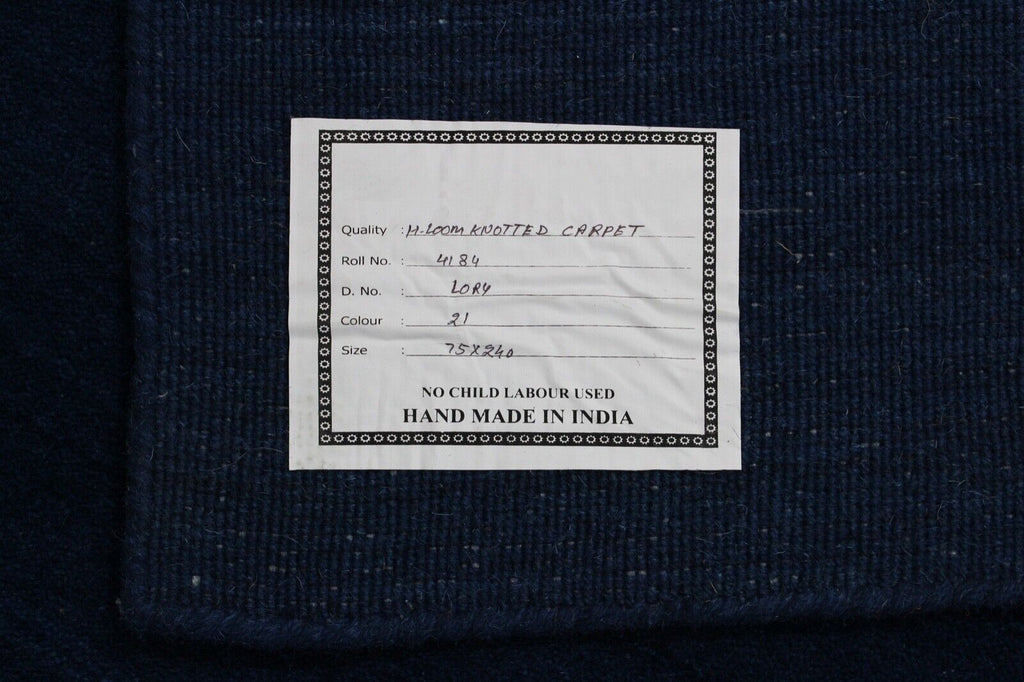 Quality : H-LOOM KNOTTED CARPET
Roll No. : 4184
D. No. : LORY
Colour : 21
Size : 75X240
NO CHILD LABOUR USED
HAND MADE IN INDIA